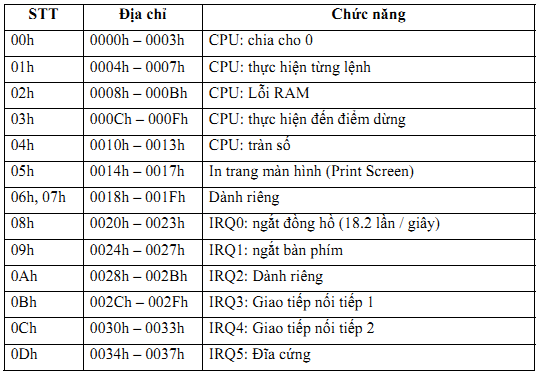 STT Địa chỉ Chức năng
00h 0000h – 0003h CPU: chia cho 0
01h 0004h – 0007h CPU: thực hiện từng lệnh
02h 0008h – 000Bh CPU: Lỗi RAM
03h 000Ch – 000Fh CPU: thực hiện đến điểm dừng
04h 0010h – 0013h CPU: tràn số
05h 0014h – 0017h In trang màn hình (Print Screen)
06h, 07h 0018h – 001Fh Dành riêng
08h 0020h – 0023h IRQ0: ngắt đồng hồ (18.2 lần / giây)
09h 0024h – 0027h IRQ1: ngắt bàn phím
0Ah 0028h – 002Bh IRQ2: Dành riêng
0Bh 002Ch – 002Fh IRQ3: Giao tiếp nối tiếp 1
0Ch 0030h – 0033h IRQ4: Giao tiếp nối tiếp 2
0Dh 0034h – 0037h IRQ5: Đĩa cứng